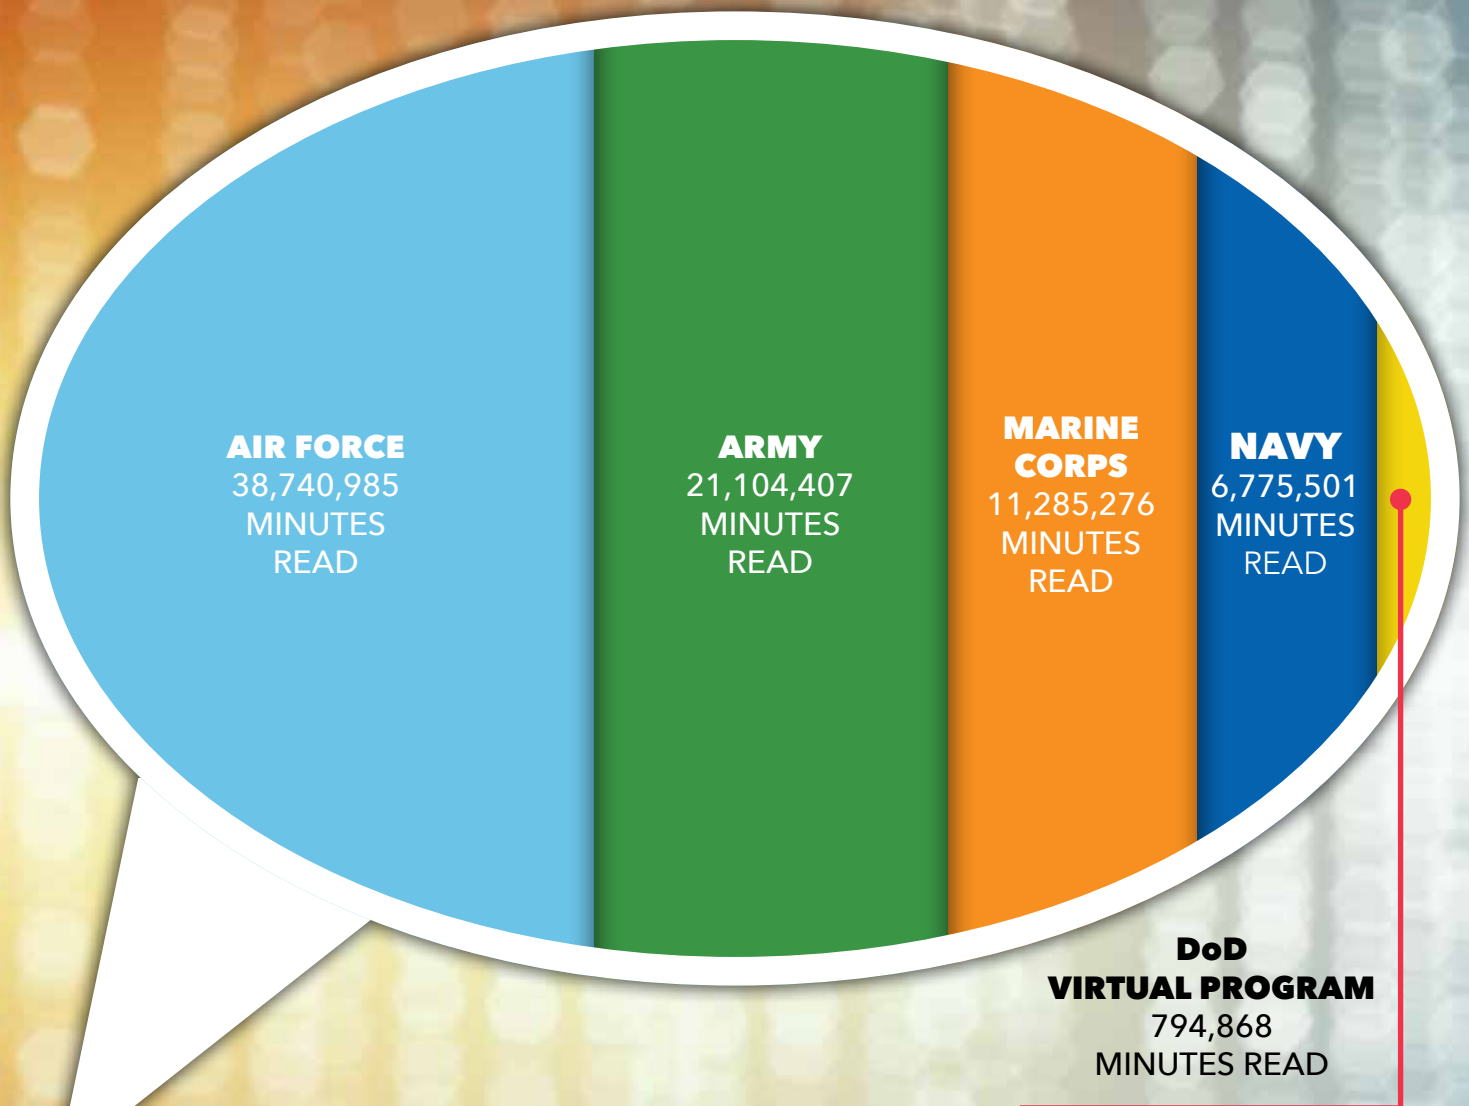 AIR FORCE
38,740,985
MINUTES
READ
ARMY
21,104,407
MINUTES
READ
MARINE
CORPS
11,285,276
MINUTES
READ
NAVY
6,775,501
MINUTES
READ
DoD
VIRTUAL PROGRAM
794,868
MINUTES READ